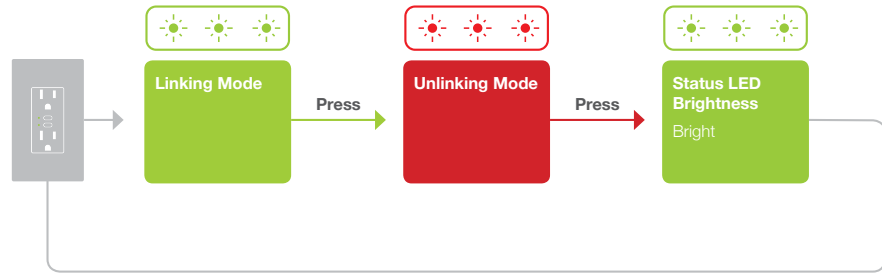 Linking Mode
Press
Unlinking Mode
Press
Status LED
Brightness
Bright